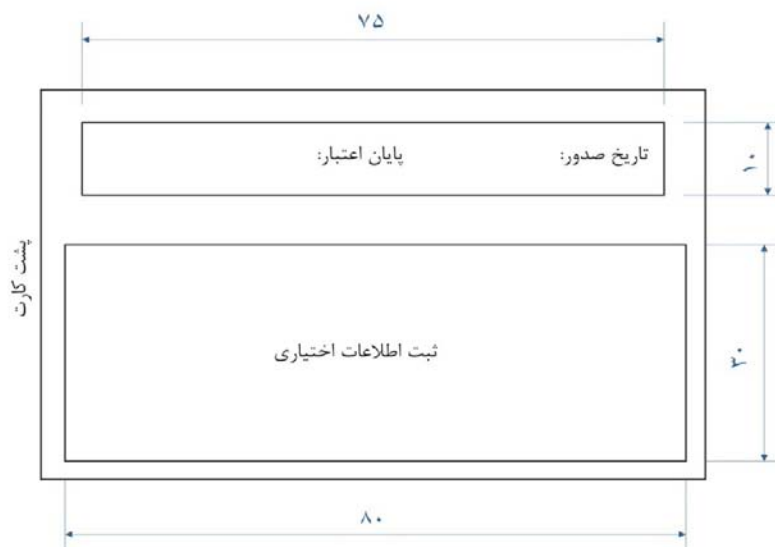 ۷۵
تاریخ صدور: پایان اعتبار:
۱۰
پشت کارت
ثبت اطلاعات اختیاری
۳۰
۸۰